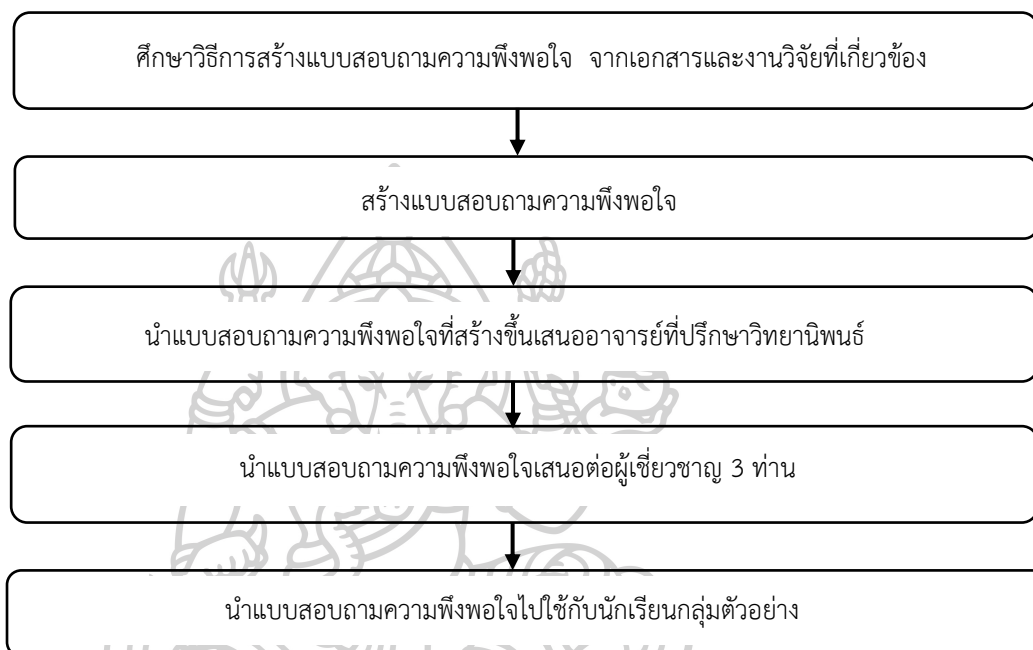 ศึกษาวิธีการสร้างแบบสอบถามความพึงพอใจ จากเอกสารและงานวิจัยที่เกี่ยวข้อง
สร้างแบบสอบถามความพึงพอใจ
นำแบบสอบถามความพึงพอใจที่สร้างขึ้นเสนออาจารย์ที่ปรึกษาวิทยานิพนธ์
นำแบบสอบถามความพึงพอใจเสนอต่อผู้เชี่ยวชาญ 3 ท่าน
นำแบบสอบถามความพึงพอใจไปใช้กับนักเรียนกลุ่มตัวอย่าง